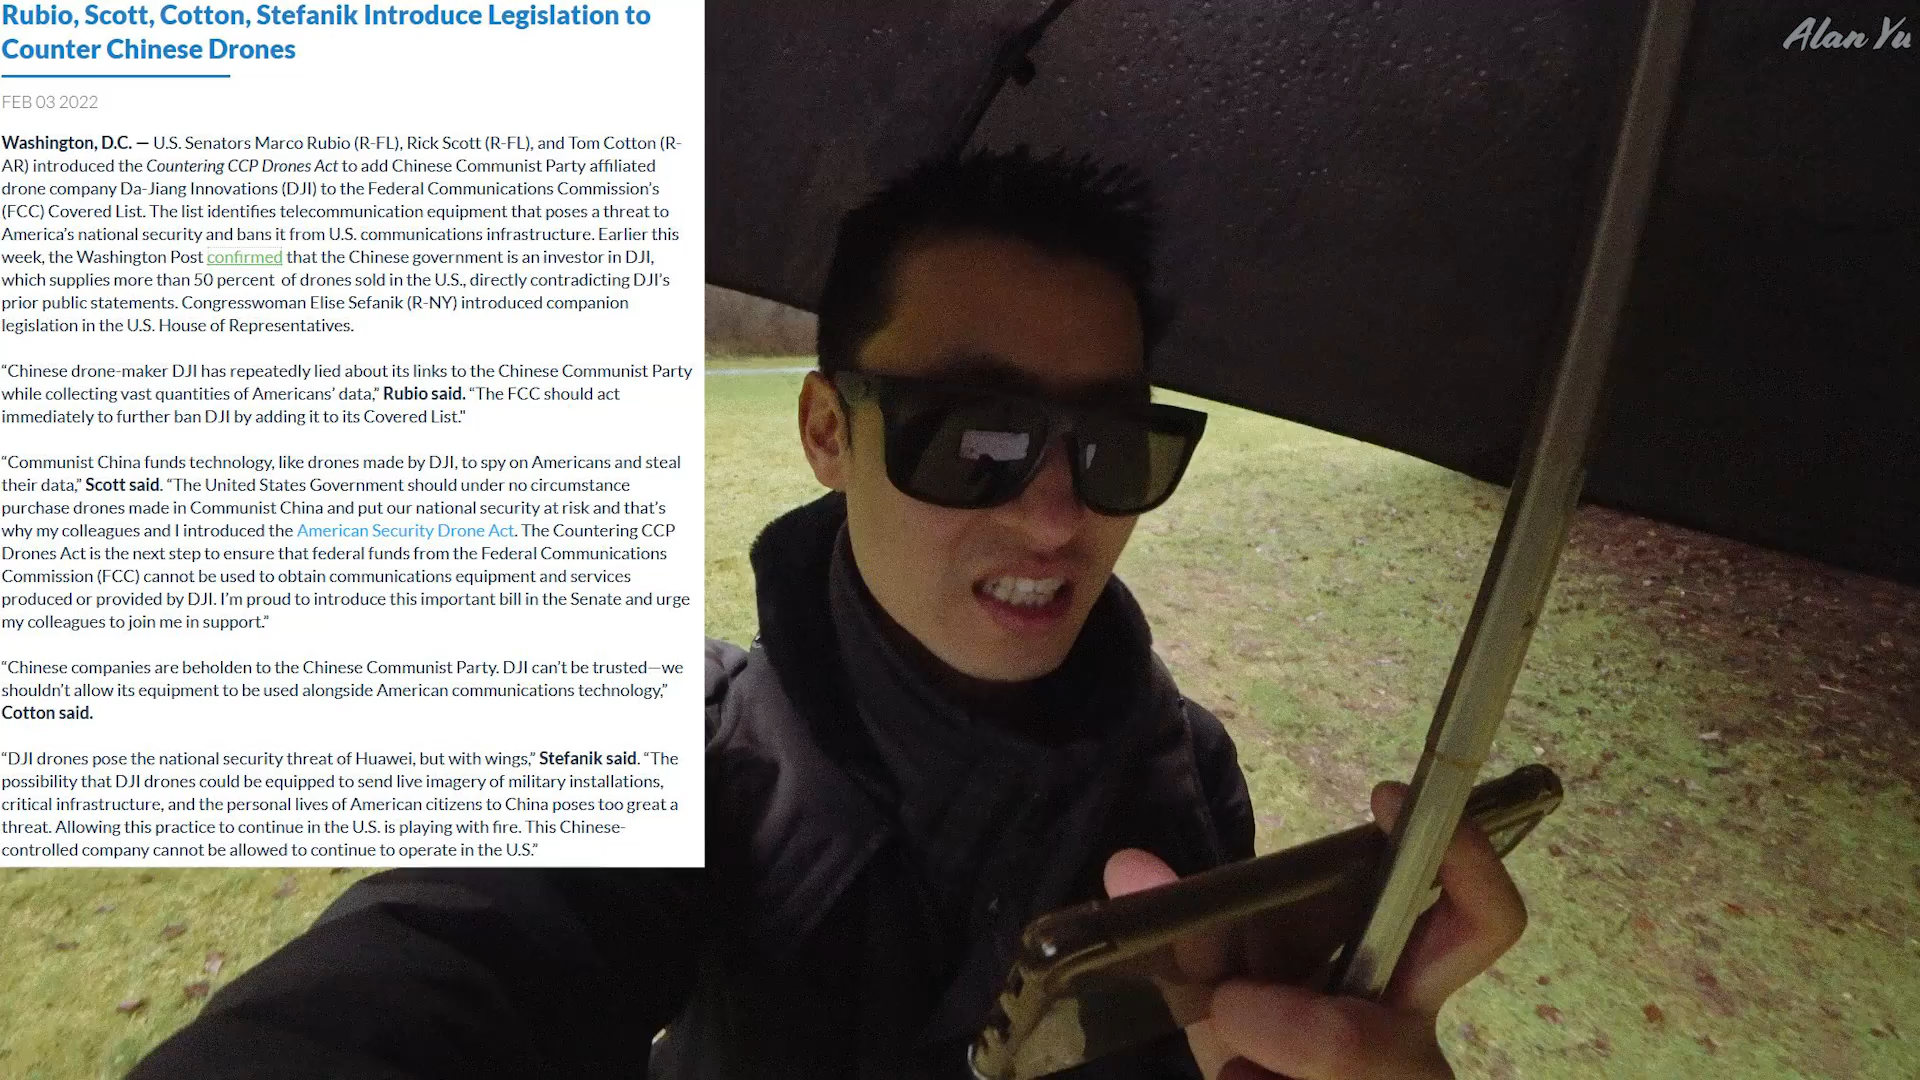 Rubio, Scott, Cotton, Stefanik Introduce Legislation to
Counter Chinese Drones
FEB 03 2022
Washington, D.C. — U.S. Senators Marco Rubio (R-FL), Rick Scott (R-FL), and Tom Cotton (R-
AR) introduced the Countering CCP Drones Act to add Chinese Communist Party affiliated
drone company Da-Jiang Innovations (DJI) to the Federal Communications Commission’s
(FCC) Covered List. The list identifies telecommunication equipment that poses a threat to
America’s national security and bans it from U.S. communications infrastructure. Earlier this
week, the Washington Post confirmed that the Chinese government is an investor in DJI,
which supplies more than 50 percent of drones sold in the U.S., directly contradicting DJI’s
prior public statements. Congresswoman Elise Sefanik (R-NY) introduced companion
legislation in the U.S. House of Representatives.
“Chinese drone-maker DJI has repeatedly lied about its links to the Chinese Communist Party
while collecting vast quantities of Americans’ data,” Rubio said. “The FCC should act
immediately to further ban DJI by adding it to its Covered List."
“Communist China funds technology, like drones made by DJI, to spy on Americans and steal
their data,” Scott said. “The United States Government should under no circumstance
purchase drones made in Communist China and put our national security at risk and that’s
why my colleagues and I introduced the American Security Drone Act. The Countering CCP
Drones Act is the next step to ensure that federal funds from the Federal Communications
Commission (FCC) cannot be used to obtain communications equipment and services
produced or provided by DJI. I’m proud to introduce this important bill in the Senate and urge
my colleagues to join me in support.”
“Chinese companies are beholden to the Chinese Communist Party. DJI can’t be trusted—we
shouldn’t allow its equipment to be used alongside American communications technology,”
Cotton said.
“DJI drones pose the national security threat of Huawei, but with wings,” Stefanik said. “The
possibility that DJI drones could be equipped to send live imagery of military installations,
critical infrastructure, and the personal lives of American citizens to China poses too great a
threat. Allowing this practice to continue in the U.S. is playing with fire. This Chinese-
controlled company cannot be allowed to continue to operate in the U.S.”
Alan Yu